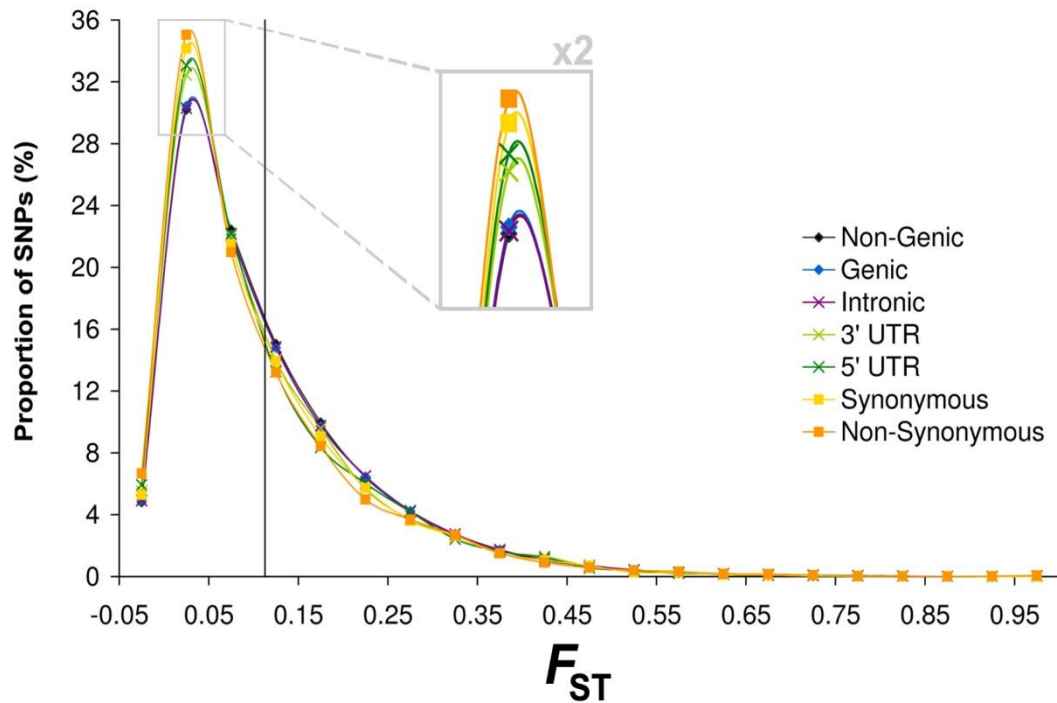 36
32
28
24
20
16
12
8
4
0
Proportion of SNPs (%)
x2
Non-Genic
Genic
Intronic
3' UTR
5' UTR
Synonymous
Non-Synonymous
-0.05 0.05 0.15 0.25 0.35 0.45 0.55 0.65 0.75 0.85 0.95
FST